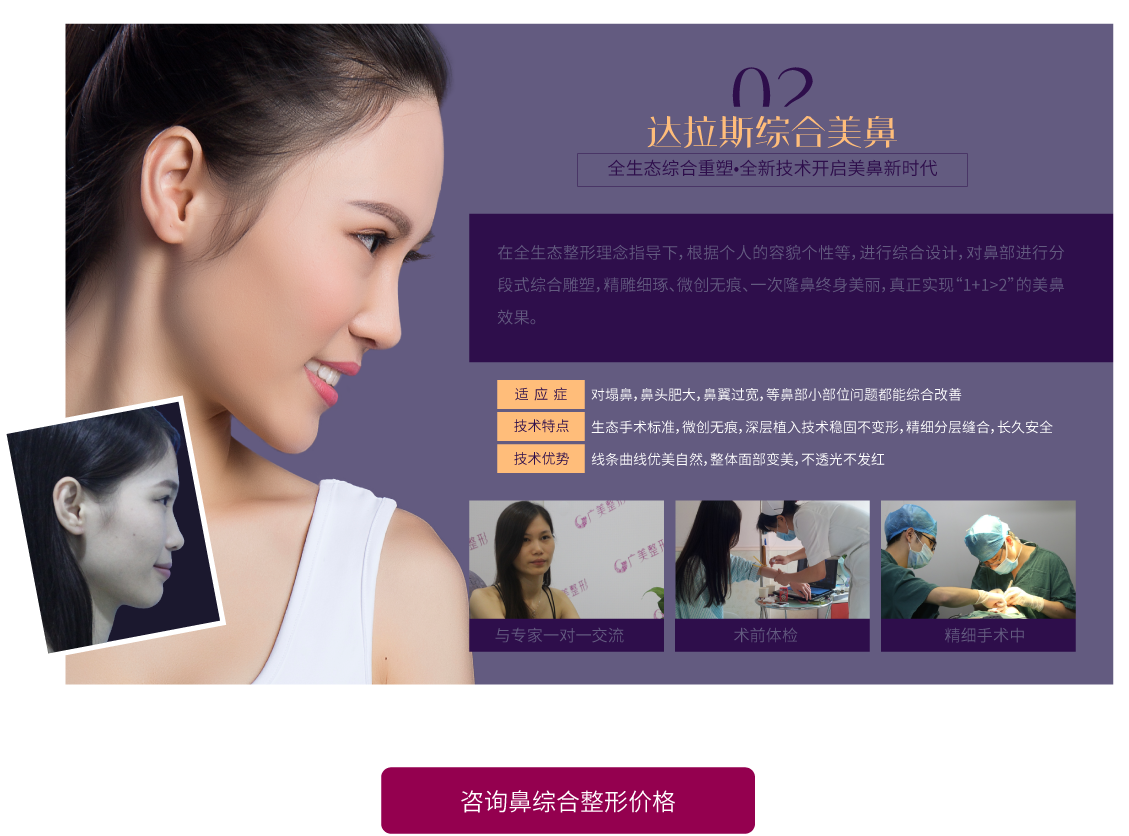 02
达拉斯综合美鼻
全生态综合重塑•全新技术开启美鼻新时代
在全生态整形理念指导下，根据个人的容貌个性等，进行综合设计，对鼻部进行分
段式综合雕塑，精雕细琢、微创无痕、一次隆鼻终身美丽，真正实现“1+1>2”的美鼻
效果。
适 应 症 对塌鼻，鼻头肥大，鼻翼过宽，等鼻部小部位问题都能综合改善
技术特点 生态手术标准，微创无痕，深层植入技术稳固不变形，精细分层缝合，长久安全
技术优势 线条曲线优美自然，整体面部变美，不透光不发红
广美整形
整形
广美整形
美整形
与专家一对一交流
术前体检
精细手术中
咨询鼻综合整形价格